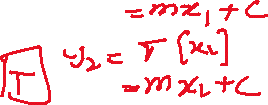 = mx₁ + c
T y₂ = T [x₂]
= mx₂ + c